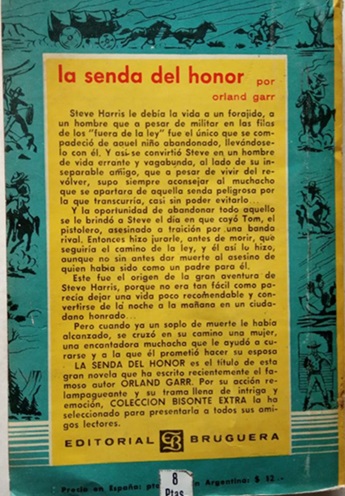 la senda del honor por
orland garr
Steve Harris le debía la vida a un forajido, a
un hombre que a pesar de militar en las filas
de los "fuera de la ley" fue el único que se com-
padeció de aquel niño abandonado, llevándose-
lo con él. Y así se convirtió Steve en un hombre
de vida errante y vagabunda, al lado de su in-
separable amigo, que a pesar de vivir del re-
vólver, supo siempre aconsejar al muchacho
que se apartara de aquella senda peligrosa por
la que transcurría, casi sin poder evitarlo...
Y la oportunidad de abandonar todo aquello
se le brindó a Steve el día en que cayó Tom, el
pistolero, asesinado a traición por una banda
rival. Entonces hizo jurarle, antes de morir, que
seguiría el camino de la ley, y él así lo hizo,
aunque no sin antes dar muerte al asesino de
quien había sido como un padre para él.
Este fue el origen de la gran aventura de
Steve Harris, porque no era tan fácil como pa-
recía dejar una vida poco recomendable y con-
vertirse de la noche a la mañana en un ciuda-
dano honrado...
Pero cuando ya un soplo de muerte le había
alcanzado, se cruzó en su camino una mujer,
una encantadora muchacha que le ayudó a cu-
rarse y a la que él prometió hacer su esposa
LA SENDA DEL HONOR es el título de esta
gran novela que ha escrito recientemente el fa-
moso autor ORLAND GARR. Por su acción re-
lampagueante y su trama llena de intriga y
emoción, COLECCION BISONTE EXTRA la ha
seleccionado para presentarla a todos sus ami-
gos lectores.
EDITORIAL B BRUGUERA
8
Ptas.
Precio en España: pta n Argentina: $ 12.-